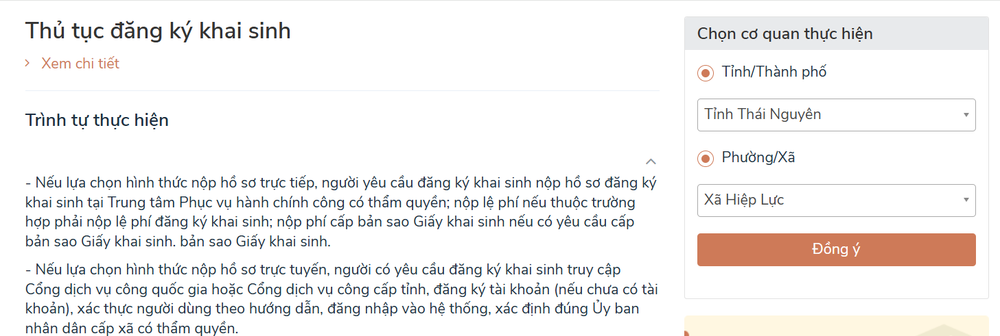 Thủ tục đăng ký khai sinh
Xem chi tiết
Trình tự thực hiện
- Nếu lựa chọn hình thức nộp hồ sơ trực tiếp, người yêu cầu đăng ký khai sinh nộp hồ sơ đăng ký
khai sinh tại Trung tâm Phục vụ hành chính công có thẩm quyền; nộp lệ phí nếu thuộc trường
hợp phải nộp lệ phí đăng ký khai sinh; nộp phí cấp bản sao Giấy khai sinh nếu có yêu cầu cấp
bản sao Giấy khai sinh. bản sao Giấy khai sinh.
- Nếu lựa chọn hình thức nộp hồ sơ trực tuyến, người có yêu cầu đăng ký khai sinh truy cập
Cổng dịch vụ công quốc gia hoặc Cổng dịch vụ công cấp tỉnh, đăng ký tài khoản (nếu chưa có tài
khoản), xác thực người dùng theo hướng dẫn, đăng nhập vào hệ thống, xác định đúng Ủy ban
nhân dân cấp xã có thẩm quyền.
Chọn cơ quan thực hiện
Tỉnh/Thành phố
Tỉnh Thái Nguyên
Phường/Xã
Xã Hiệp Lực
Đồng ý